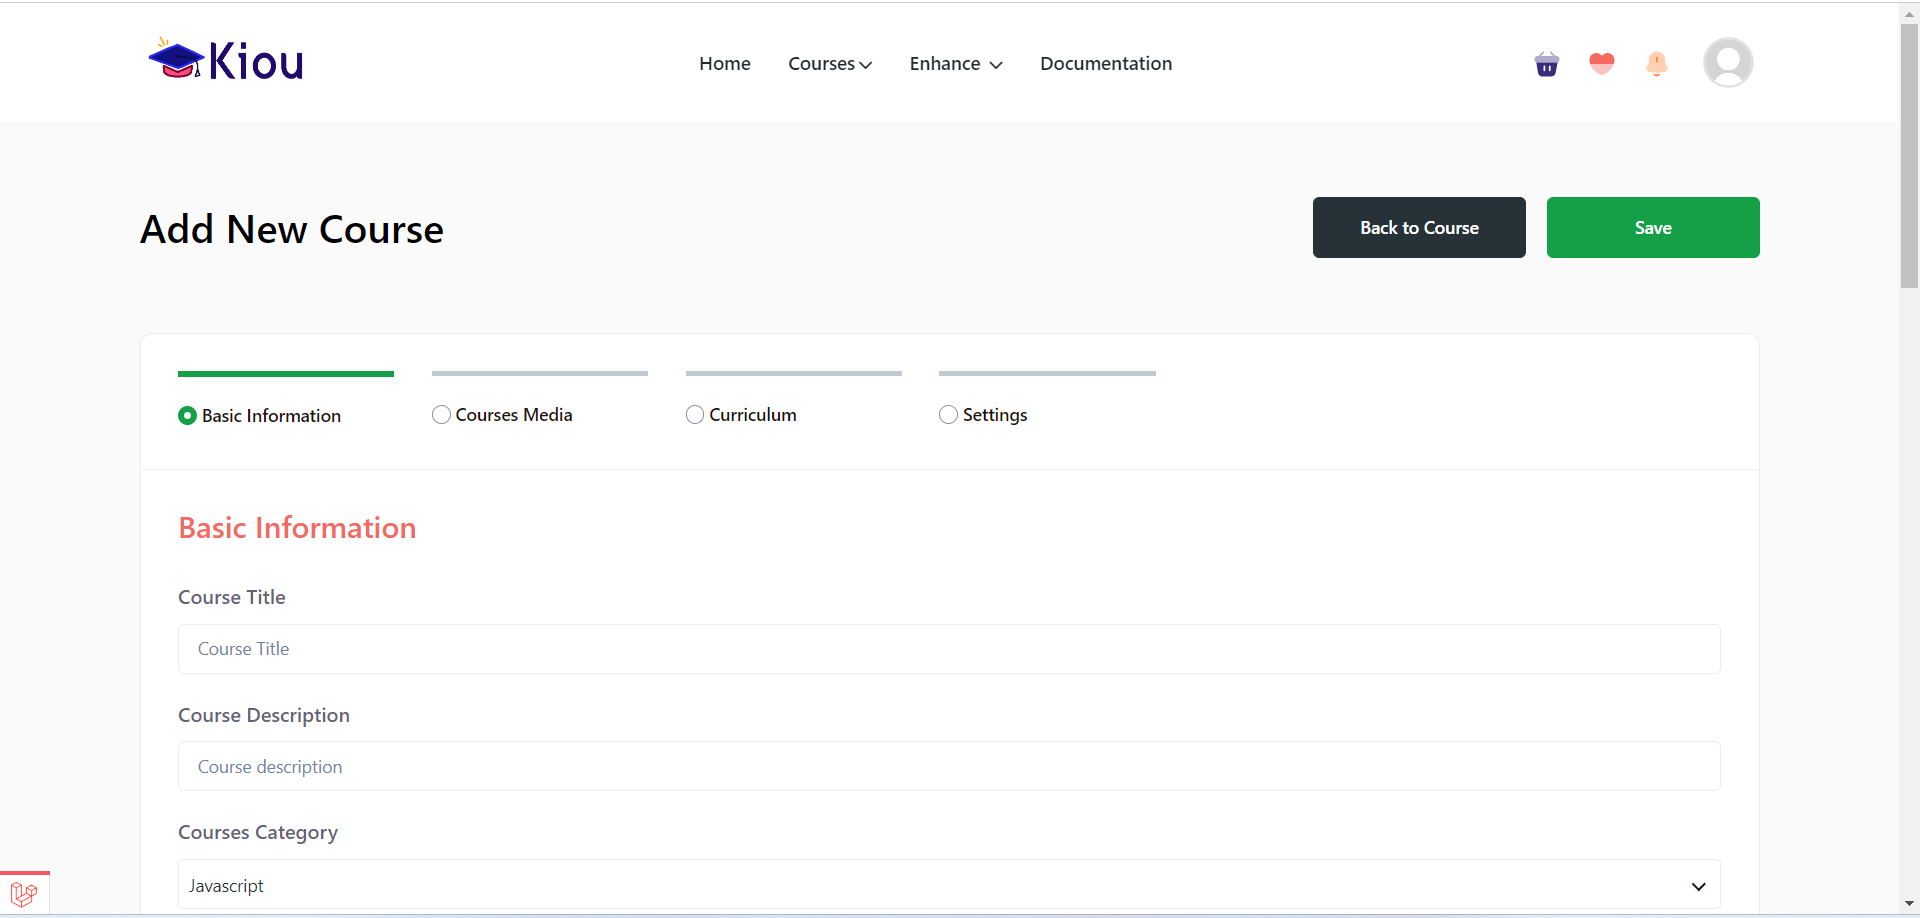 Kiou
Home Courses Enhance Documentation
Add New Course
Back to Course
Save
Basic Information
Courses Media
Curriculum
Settings
Basic Information
Course Title
Course Title
Course Description
Course description
Courses Category
Javascript